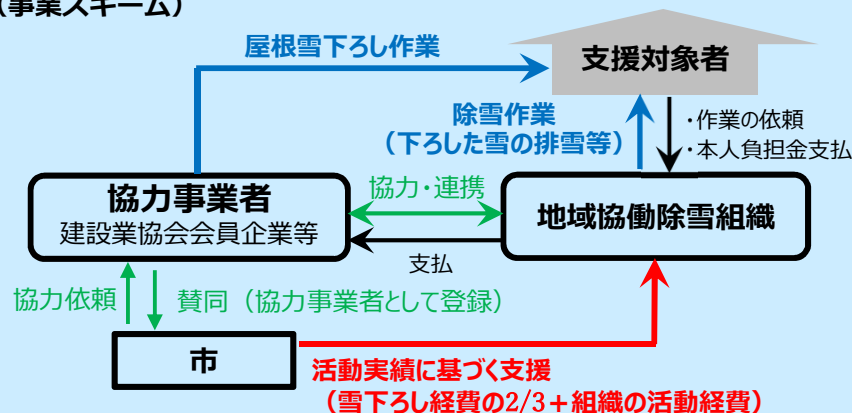 (事業スキーム)
屋根雪下ろし作業
支援対象者
除雪作業
(下ろした雪の排雪等)
・作業の依頼
・本人負担金支払
協力事業者
建設業協会会員企業等
協力・連携
地域協働除雪組織
支払
協力依頼
賛同(協力事業者として登録)
市
活動実績に基づく支援
(雪下ろし経費の2/3+組織の活動経費)